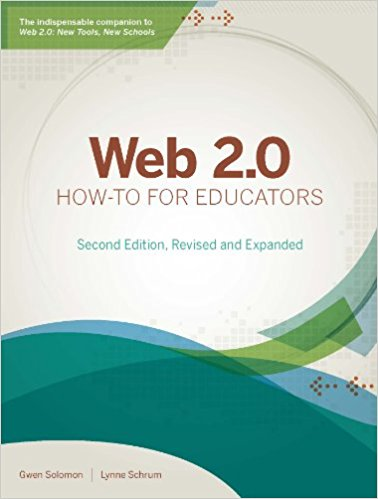 The indispensable companion to
Web 2.0: New Tools, New Schools
Web 2.0
HOW-TO FOR EDUCATORS
Second Edition, Revised and Expanded
Gwen Solomon | Lynne Schrum